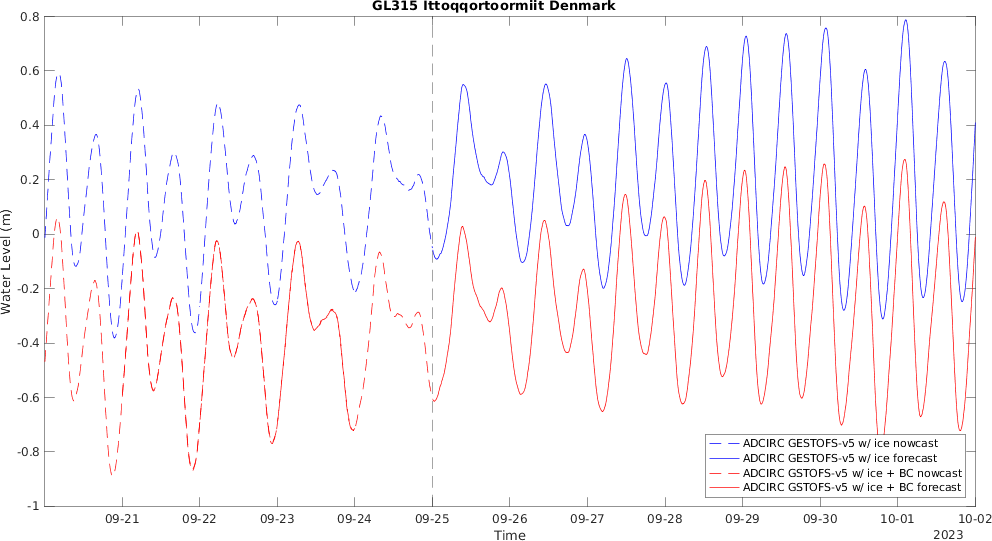 GL315 Ittoqqortoormiit Denmark
0.8
0.6
0.4
0.2
0
-0.2
-0.4
-0.6
-0.8
-1
Water Level (m)
ADCIRC GESTOFS-v5 w/ ice nowcast
ADCIRC GESTOFS-v5 w/ ice forecast
ADCIRC GSTOFS-v5 w/ ice + BC nowcast
ADCIRC GSTOFS-v5 w/ ice + BC forecast
09-21 09-22 09-23 09-24 09-25 09-26 09-27 09-28 09-29 09-30 10-01 10-02
Time
2023